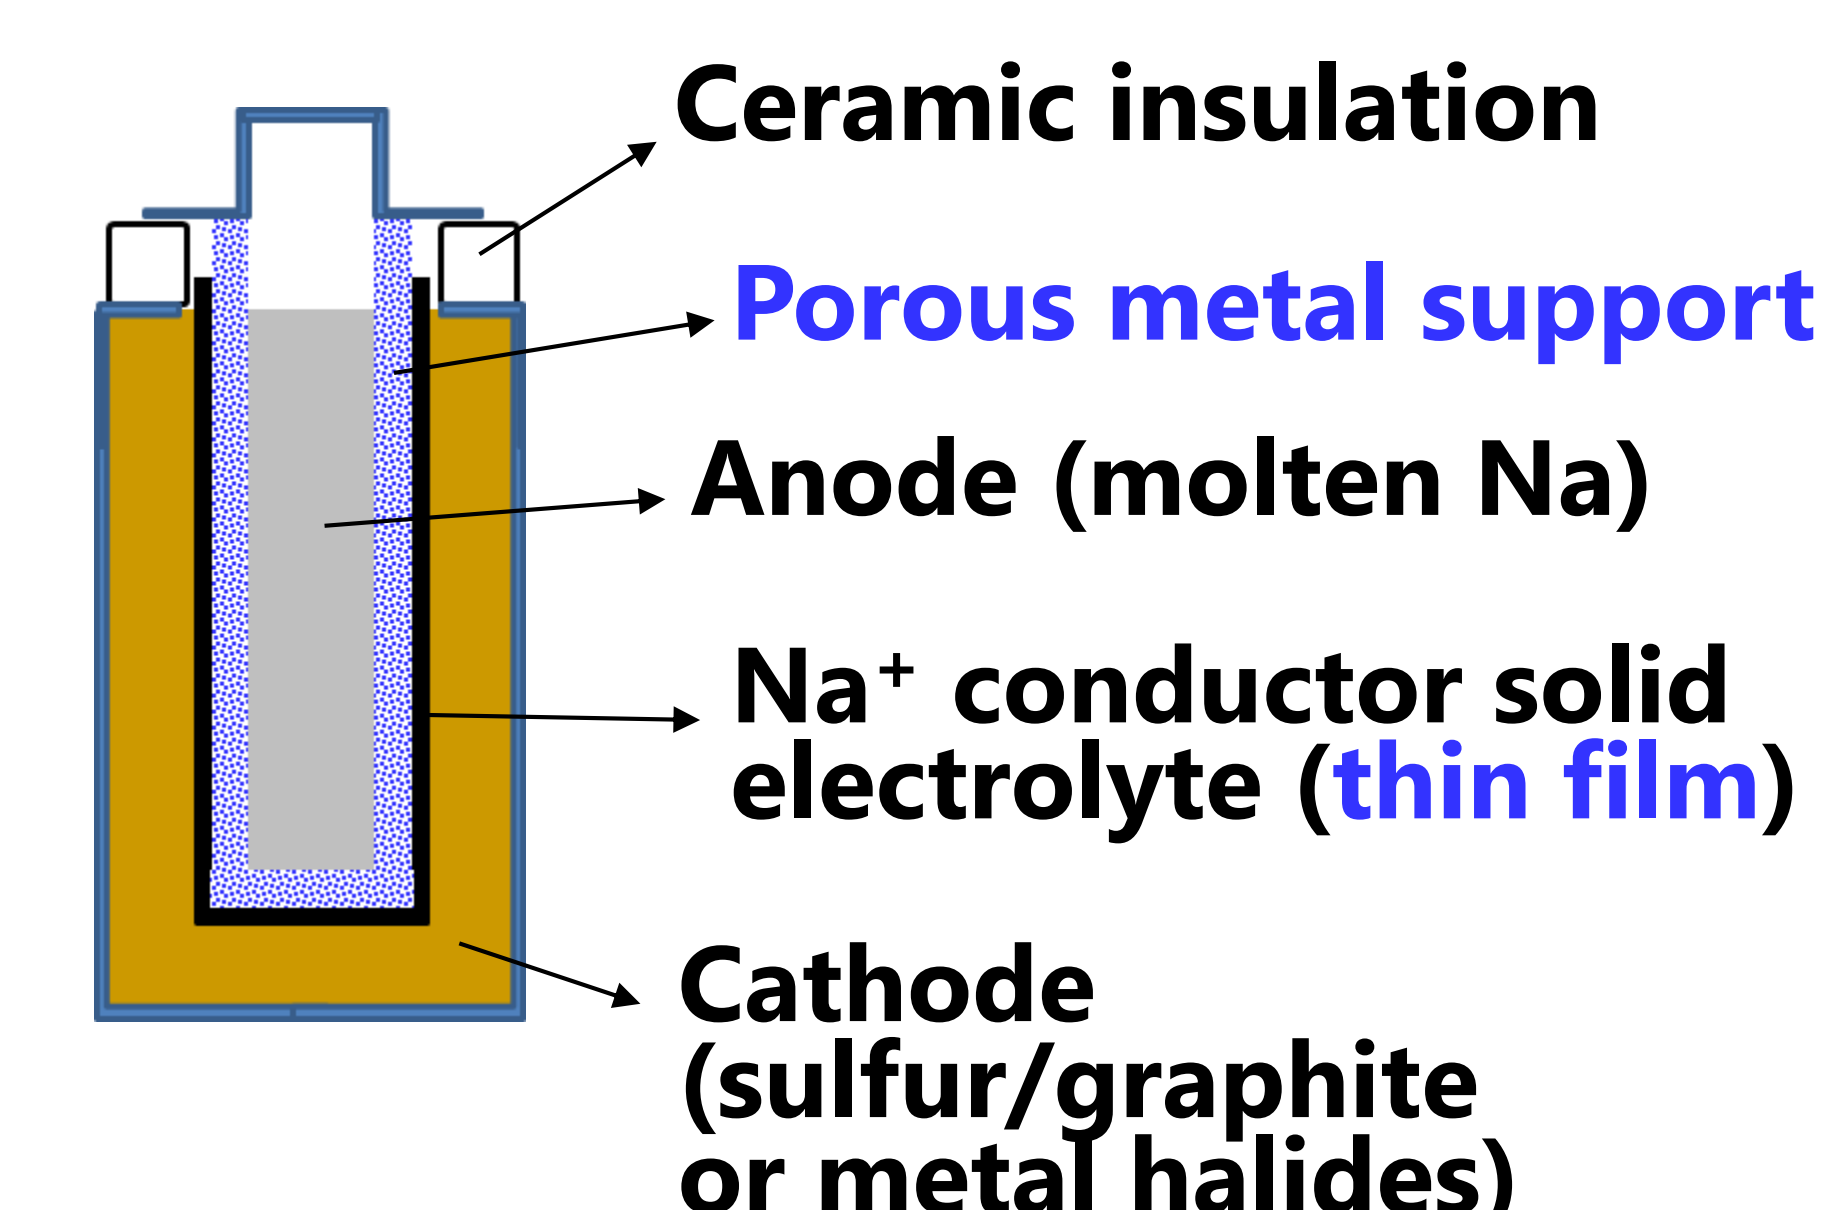 Ceramic insulation
Porous metal support
Anode (molten Na)
Na⁺ conductor solid
electrolyte (thin film)
Cathode
(sulfur/graphite
or metal halides)